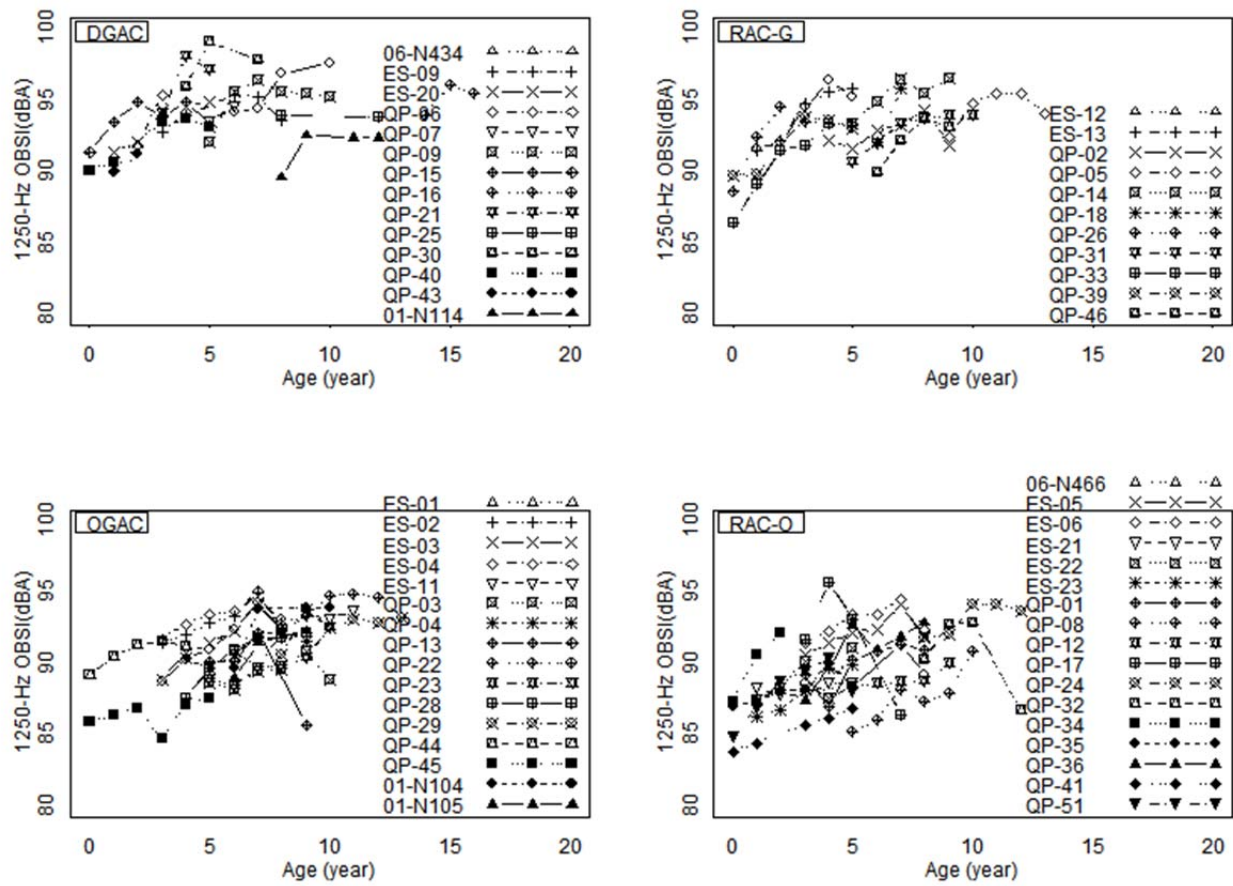 DGAC
06-N434
ES-09
ES-20
QP-06
QP-07
QP-09
QP-15
QP-16
QP-21
QP-25
QP-30
QP-40
QP-43
01-N114
1250-Hz OBSI(dBA)
100
95
90
85
80
0 5 10 15 20
Age (year)
RAC-G
ES-12
ES-13
QP-02
QP-05
QP-14
QP-18
QP-26
QP-31
QP-33
QP-39
QP-46
1250-Hz OBSI(dBA)
100
95
90
85
80
0 5 10 15 20
Age (year)
OGAC
ES-01
ES-02
ES-03
ES-04
ES-11
QP-03
QP-04
QP-13
QP-22
QP-23
QP-28
QP-29
QP-44
QP-45
01-N104
01-N105
1250-Hz OBSI(dBA)
100
95
90
85
80
0 5 10 15 20
Age (year)
RAC-O
06-N466
ES-05
ES-06
ES-21
ES-22
ES-23
QP-01
QP-08
QP-12
QP-17
QP-24
QP-32
QP-34
QP-35
QP-36
QP-41
QP-51
1250-Hz OBSI(dBA)
100
95
90
85
80
0 5 10 15 20
Age (year)